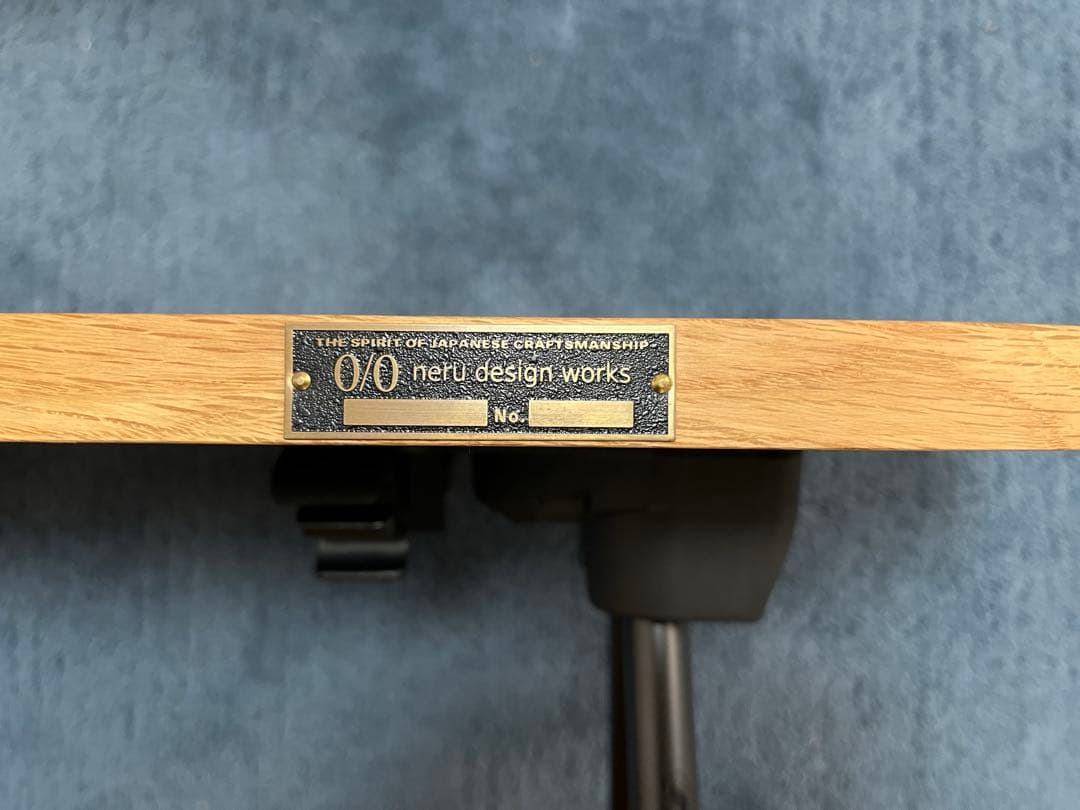 THE SPIRIT OF JAPANESE CRAFTSMANSHIP
0/0 neru design works
No.